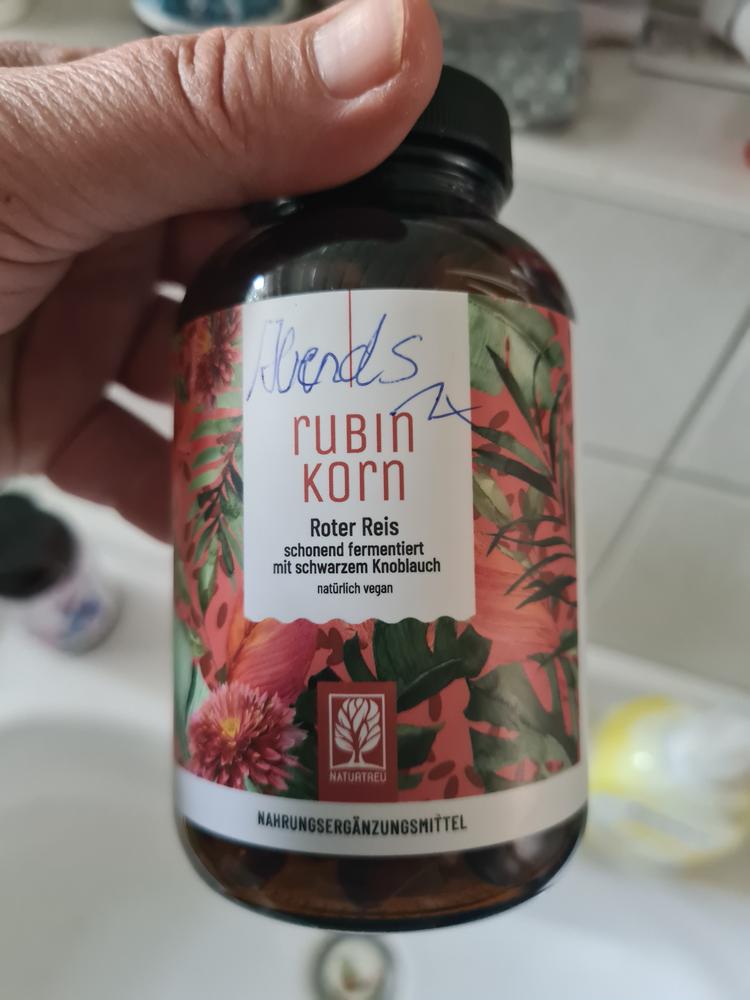 Abends
rubin
korn
Roter Reis
schonend fermentiert
mit schwarzem Knoblauch
natürlich vegan
NATURTREU
NAHRUNGSERGÄNZUNGSMITTEL